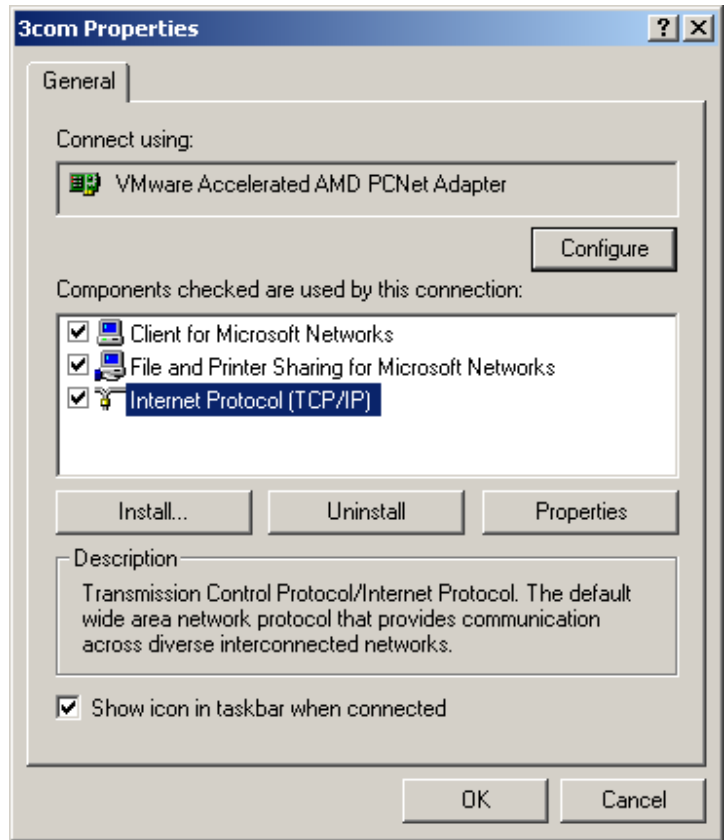 3com Properties
General
Connect using:
VMware Accelerated AMD PCNet Adapter
Configure
Components checked are used by this connection:
Client for Microsoft Networks
File and Printer Sharing for Microsoft Networks
Internet Protocol (TCP/IP)
Install...
Uninstall
Properties
Description
Transmission Control Protocol/Internet Protocol. The default
wide area network protocol that provides communication
across diverse interconnected networks.
Show icon in taskbar when connected
OK
Cancel